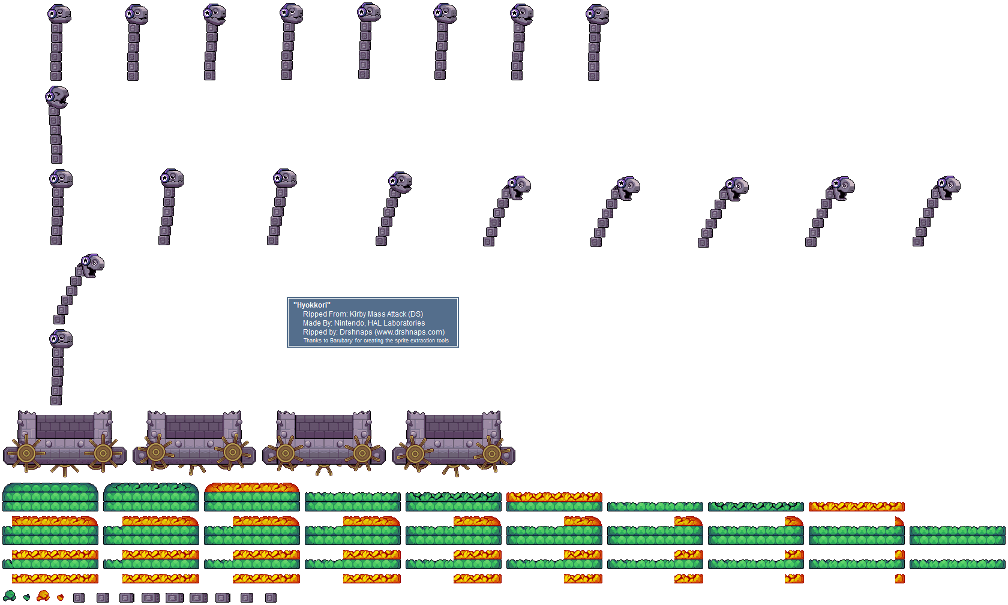 "Hyokkori"
Ripped From: Kirby Mass Attack (DS)
Made By: Nintendo, HAL Laboratories
Ripped by: Drshnaps (www.drshnaps.com)
Thanks to Barubary for creating the sprite extraction tools